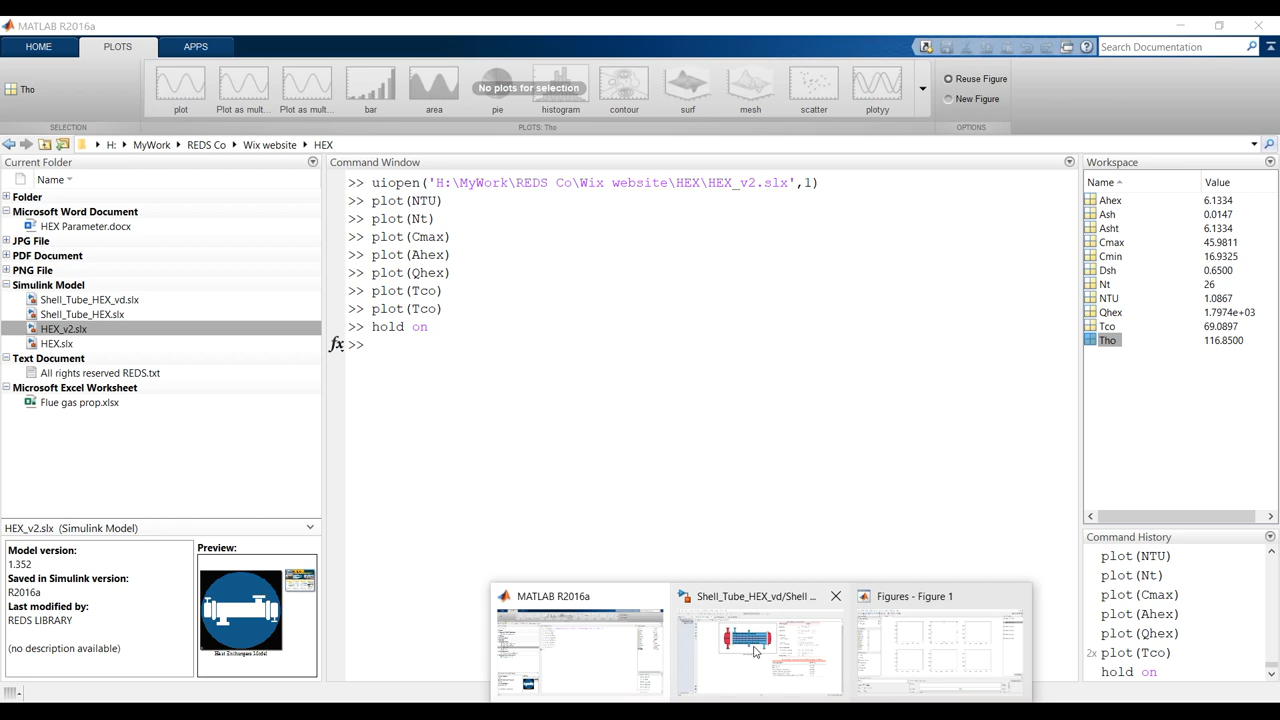 MATLAB R2016a
HOME PLOTS APPS
Search Documentation
Tho
No plots for selection
plot Plot as mult... Plot as mult... bar area pie histogram contour surf mesh scatter plotyy
Reuse Figure
New Figure
SELECTION PLOTS: Tho OPTIONS
H: MyWork REDS Co Wix website HEX
Current Folder
Name
Folder
Microsoft Word Document
HEX Parameter.docx
JPG File
PDF Document
PNG File
Simulink Model
Shell_Tube_HEX_vd.slx
Shell_Tube_HEX.slx
HEX_v2.slx
HEX.slx
Text Document
All rights reserved REDS.txt
Microsoft Excel Worksheet
Flue gas prop.xlsx
HEX_v2.slx (Simulink Model)
Model version:
1.352
Saved in Simulink version:
R2016a
Last modified by:
REDS LIBRARY
(no description available)
Preview:
Heat Exchangers Model
Command Window
>> uiopen('H:\MyWork\REDS Co\Wix website\HEX\HEX_v2.slx',1)
>> plot(NTU)
>> plot(Nt)
>> plot(Cmax)
>> plot(Ahex)
>> plot(Qhex)
>> plot(Tco)
>> plot(Tco)
>> hold on
fx >>
Workspace
Name Value
Ahex 6.1334
Ash 0.0147
Asht 6.1334
Cmax 45.9811
Cmin 16.9325
Dsh 0.6500
Nt 26
NTU 1.0867
Qhex 1.7974e+03
Tco 69.0897
Tho 116.8500
Command History
plot(NTU)
plot(Nt)
plot(Cmax)
plot(Ahex)
plot(Qhex)
2x plot(Tco)
hold on
MATLAB R2016a
Shell_Tube_HEX_vd/Shell ...
Figures - Figure 1